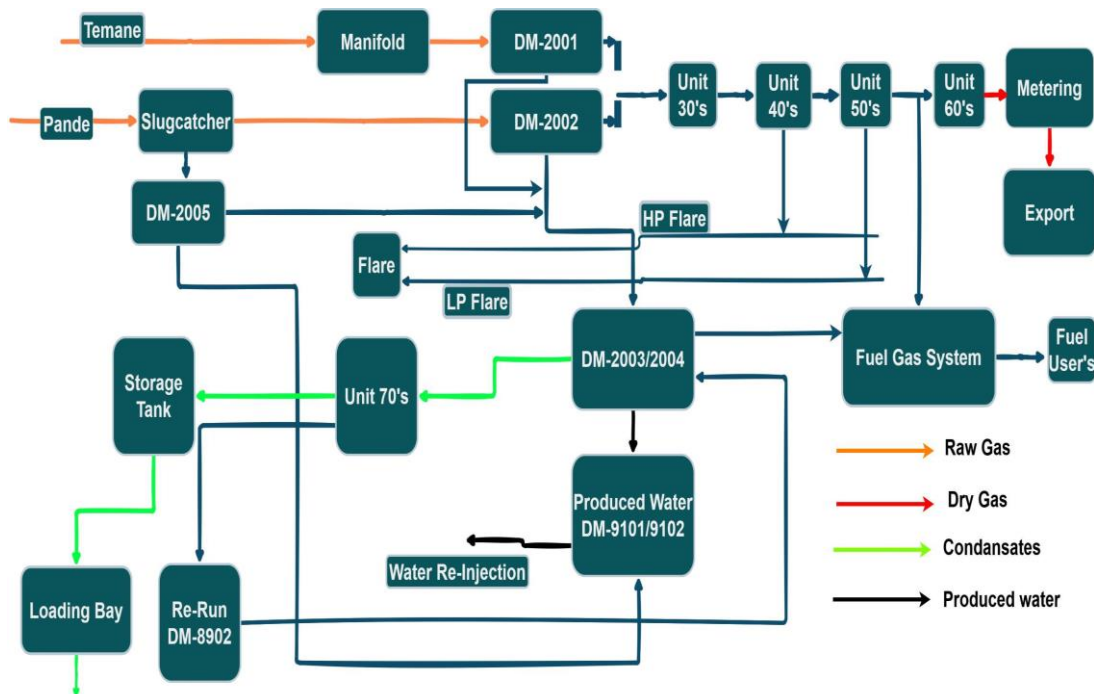 Temane
Manifold
DM-2001
Pande
Slugcatcher
DM-2002
Unit
30's
Unit
40's
Unit
50's
Unit
60's
Metering
Export
DM-2005
HP Flare
Flare
LP Flare
DM-2003/2004
Fuel Gas System
Fuel
User's
Storage
Tank
Unit 70's
Produced Water
DM-9101/9102
Water Re-Injection
Loading Bay
Re-Run
DM-8902
Raw Gas
Dry Gas
Condansates
Produced water